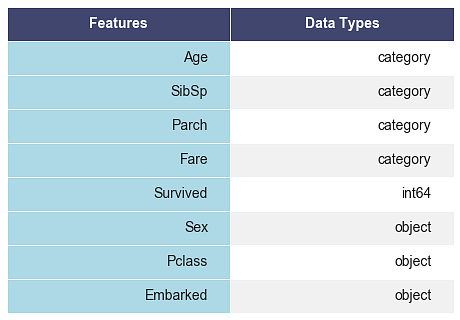 Features Data Types
Age category
SibSp category
Parch category
Fare category
Survived int64
Sex object
Pclass object
Embarked object